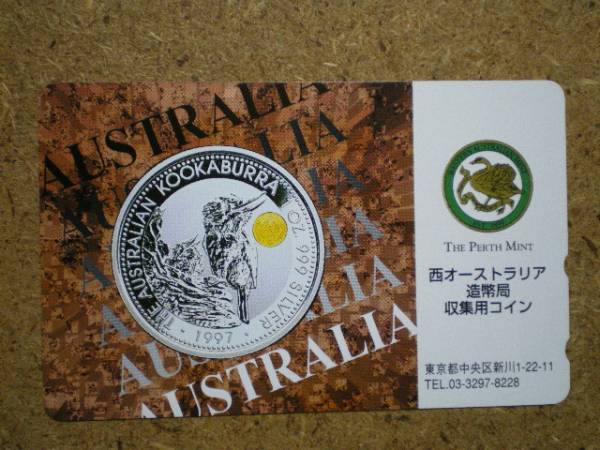 AUSTRALIA
AUSTRALIA
AUSTRALIA
AUSTRALIA
THE AUSTRALIAN KOOKABURRA
OZ 999 SILVER
1997
THE PERTH MINT
西オーストラリア
造幣局
収集用コイン
東京都中央区新川1-22-11
TEL.03-3297-8228